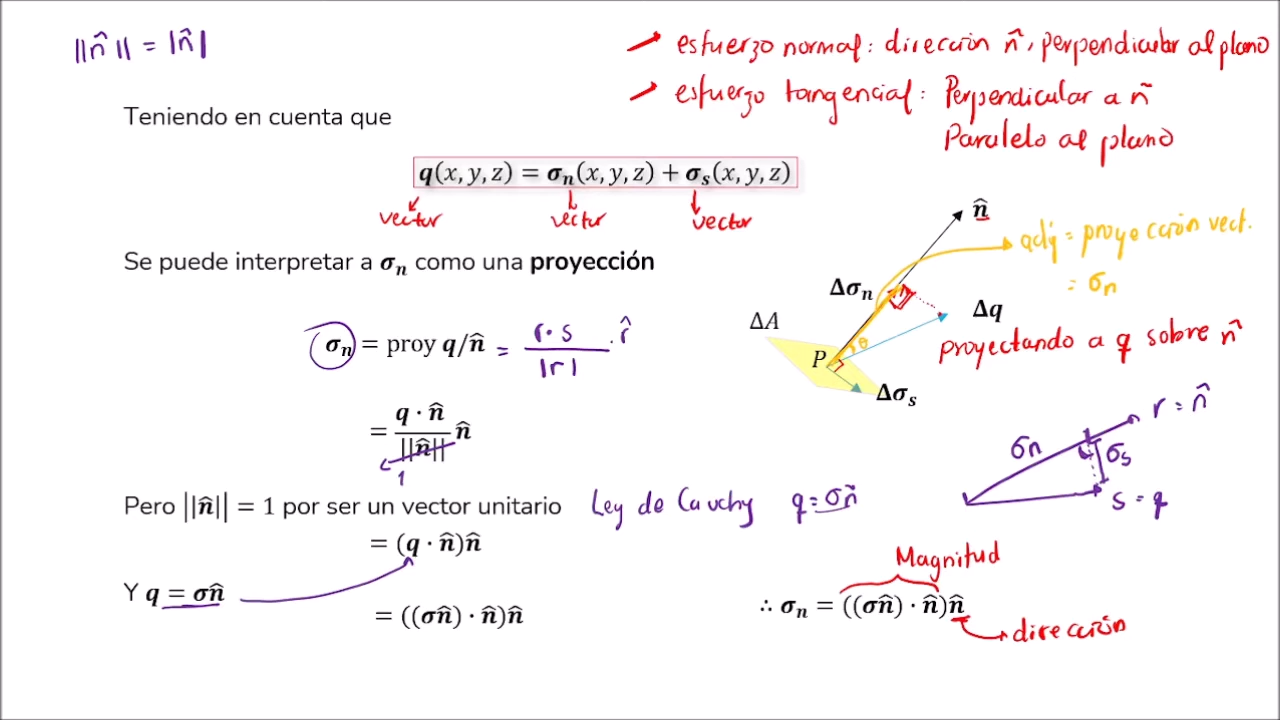 ||n̂|| = |n̂|
esfuerzo normal: dirección n̂, perpendicular al plano
esfuerzo tangencial: Perpendicular a n̂
Paralelo al plano
Teniendo en cuenta que
q(x, y, z) = σn(x, y, z) + σs(x, y, z)
vector vector vector
Se puede interpretar a σn como una proyección
σn = proy q/n̂ = r·s / |r| · r̂
= q · n̂ / ||n̂|| n̂
1
Pero ||n̂|| = 1 por ser un vector unitario
Ley de Cauchy q = σn̂
= (q · n̂)n̂
Y q = σn̂
= ((σn̂) · n̂)n̂
n̂
ady = proyección vect.
= σn
Δσn
Δq
ΔA
θ
P
Δσs
proyectando a q sobre n̂
r = n̂
σn
σs
s = q
Magnitud
∴ σn = ((σn̂) · n̂)n̂
dirección